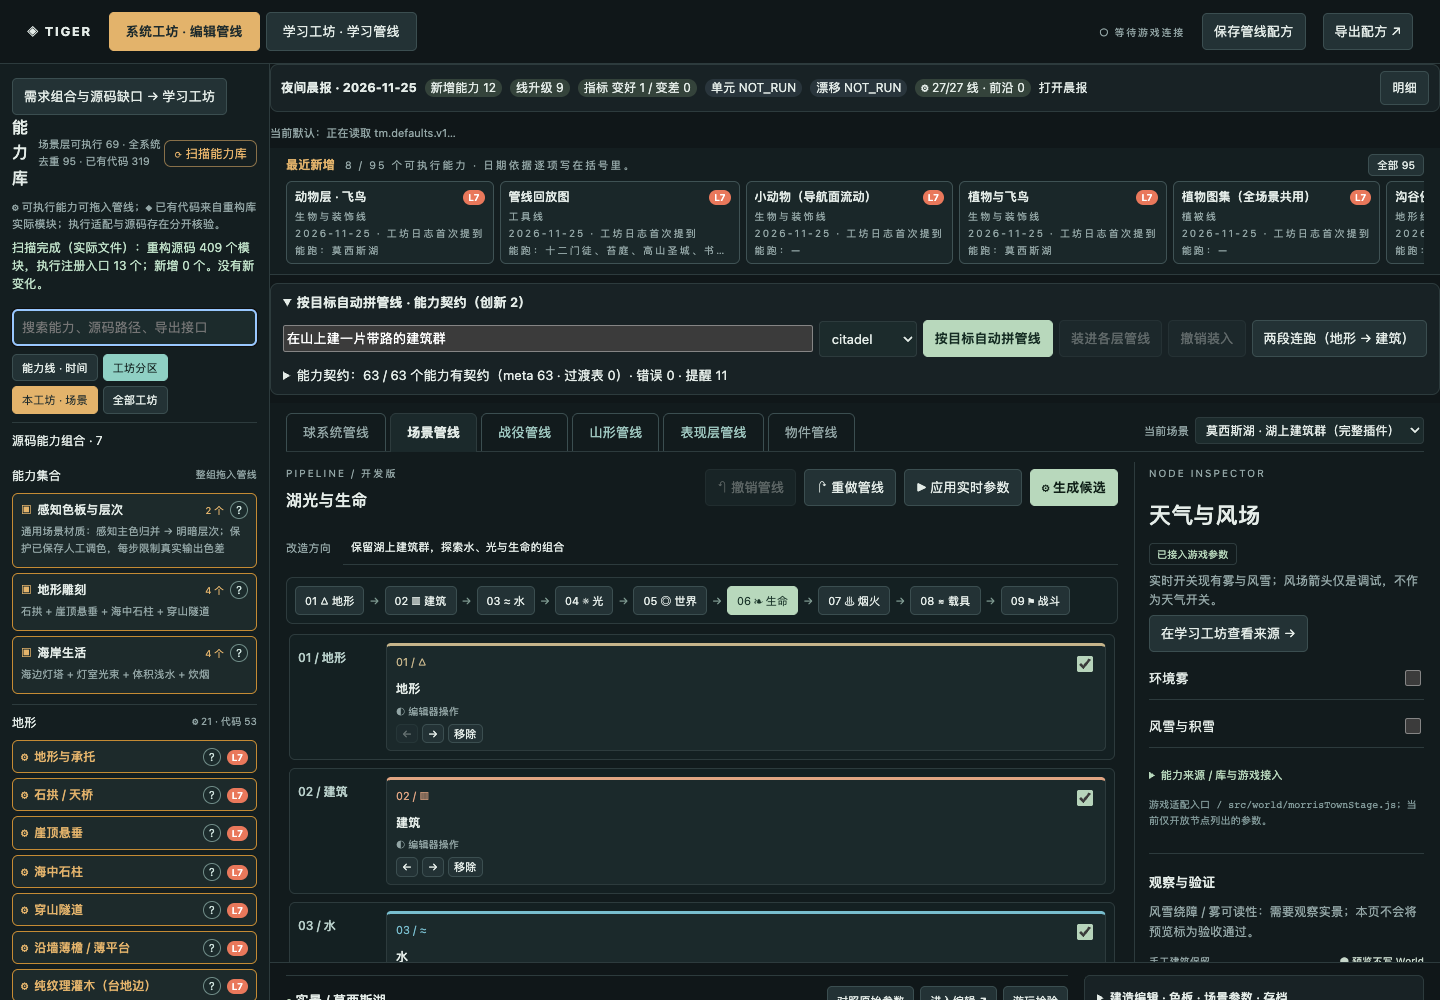 ◈ TIGER
系统工坊 · 编辑管线
学习工坊 · 学习管线
等待游戏连接
保存管线配方
导出配方 ↗
需求组合与源码缺口 → 学习工坊
能力库
场景层可执行 69 · 全系统去重 95 · 已有代码 319
⟳ 扫描能力库
⚙ 可执行能力可拖入管线；◆ 已有代码来自重构库
实际模块；执行适配与源码存在分开核验。
扫描完成（实际文件）：重构源码 409 个模
块，执行注册入口 13 个；新增 0 个。没有新
变化。
搜索能力、源码路径、导出接口
能力线 · 时间
工坊分区
本工坊 · 场景
全部工坊
源码能力组合 · 7
能力集合
整组拖入管线
▣ 感知色板与层次
2 个 ?
通用场景材质：感知主色归并 → 明暗层次；保
护已保存人工调色，每步限制真实输出色差
▣ 地形雕刻
4 个 ?
石拱 + 崖顶悬垂 + 海中石柱 + 穿山隧道
▣ 海岸生活
4 个 ?
海边灯塔 + 灯室光束 + 体积浅水 + 炊烟
地形
⚙ 21 · 代码 53
⚙ 地形与承托 ? L7
⚙ 石拱 / 天桥 ? L7
⚙ 崖顶悬垂 ? L7
⚙ 海中石柱 ? L7
⚙ 穿山隧道 ? L7
⚙ 沿墙薄檐 / 薄平台 ? L7
⚙ 纯纹理灌木（台地边） ? L7
夜间晨报 · 2026-11-25
新增能力 12
线升级 9
指标 变好 1 / 变差 0
单元 NOT_RUN
漂移 NOT_RUN
⚙ 27/27 线 · 前沿 0
打开晨报
明细
当前默认：正在读取 tm.defaults.v1…
最近新增
8 / 95 个可执行能力 · 日期依据逐项写在括号里。
全部 95
动物层 · 飞鸟 L7
生物与装饰线
2026-11-25 · 工坊日志首次提到
能跑：莫西斯湖
管线回放图 L7
工具线
2026-11-25 · 工坊日志首次提到
能跑：十二门徒、苔庭、高山圣城、书…
小动物（导航面流动） L7
生物与装饰线
2026-11-25 · 工坊日志首次提到
能跑：—
植物与飞鸟 L7
生物与装饰线
2026-11-25 · 工坊日志首次提到
能跑：莫西斯湖
植物图集（全场景共用） L7
植被线
2026-11-25 · 工坊日志首次提到
能跑：—
▼ 按目标自动拼管线 · 能力契约（创新 2）
在山上建一片带路的建筑群
citadel
按目标自动拼管线
装进各层管线
撤销装入
两段连跑（地形 → 建筑）
▶ 能力契约：63 / 63 个能力有契约（meta 63 · 过渡表 0）· 错误 0 · 提醒 11
球系统管线
场景管线
战役管线
山形管线
表现层管线
物件管线
当前场景
莫西斯湖 · 湖上建筑群（完整插件）
PIPELINE / 开发版
湖光与生命
撤销管线
重做管线
▶ 应用实时参数
⚙ 生成候选
改造方向
保留湖上建筑群，探索水、光与生命的组合
01 △ 地形 → 02 ▥ 建筑 → 03 ≈ 水 → 04 ☀ 光 → 05 ◎ 世界 → 06 ❧ 生命 → 07 ♨ 烟火 → 08 ≋ 载具 → 09 ⚑ 战斗
01 / 地形
01 / △
地形
◐ 编辑器操作
← → 移除
02 / 建筑
02 / ▥
建筑
◐ 编辑器操作
← → 移除
03 / 水
03 / ≈
水
NODE INSPECTOR
天气与风场
已接入游戏参数
实时开关现有雾与风雪；风场箭头仅是调试，不作
为天气开关。
在学习工坊查看来源 →
环境雾
风雪与积雪
▶ 能力来源 / 库与游戏接入
游戏适配入口 / src/world/morrisTownStage.js；当
前仅开放节点列出的参数。
观察与验证
风雪绕障 / 雾可读性：需要观察实景；本页不会将
预览标为验收通过。